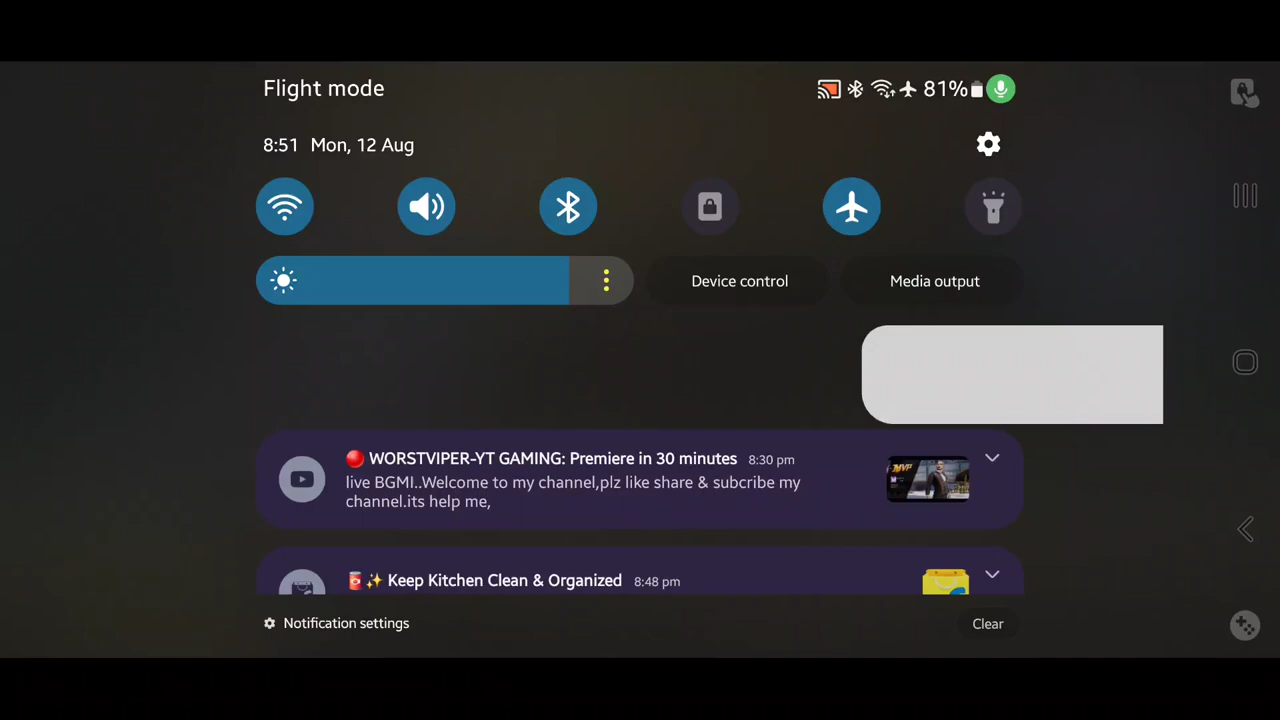 Flight mode
81%
8:51 Mon, 12 Aug
Device control
Media output
🔴 WORSTVIPER-YT GAMING: Premiere in 30 minutes 8:30 pm
live BGMI..Welcome to my channel,plz like share & subcribe my
channel.its help me,
MVP
🥫✨ Keep Kitchen Clean & Organized 8:48 pm
Notification settings
Clear